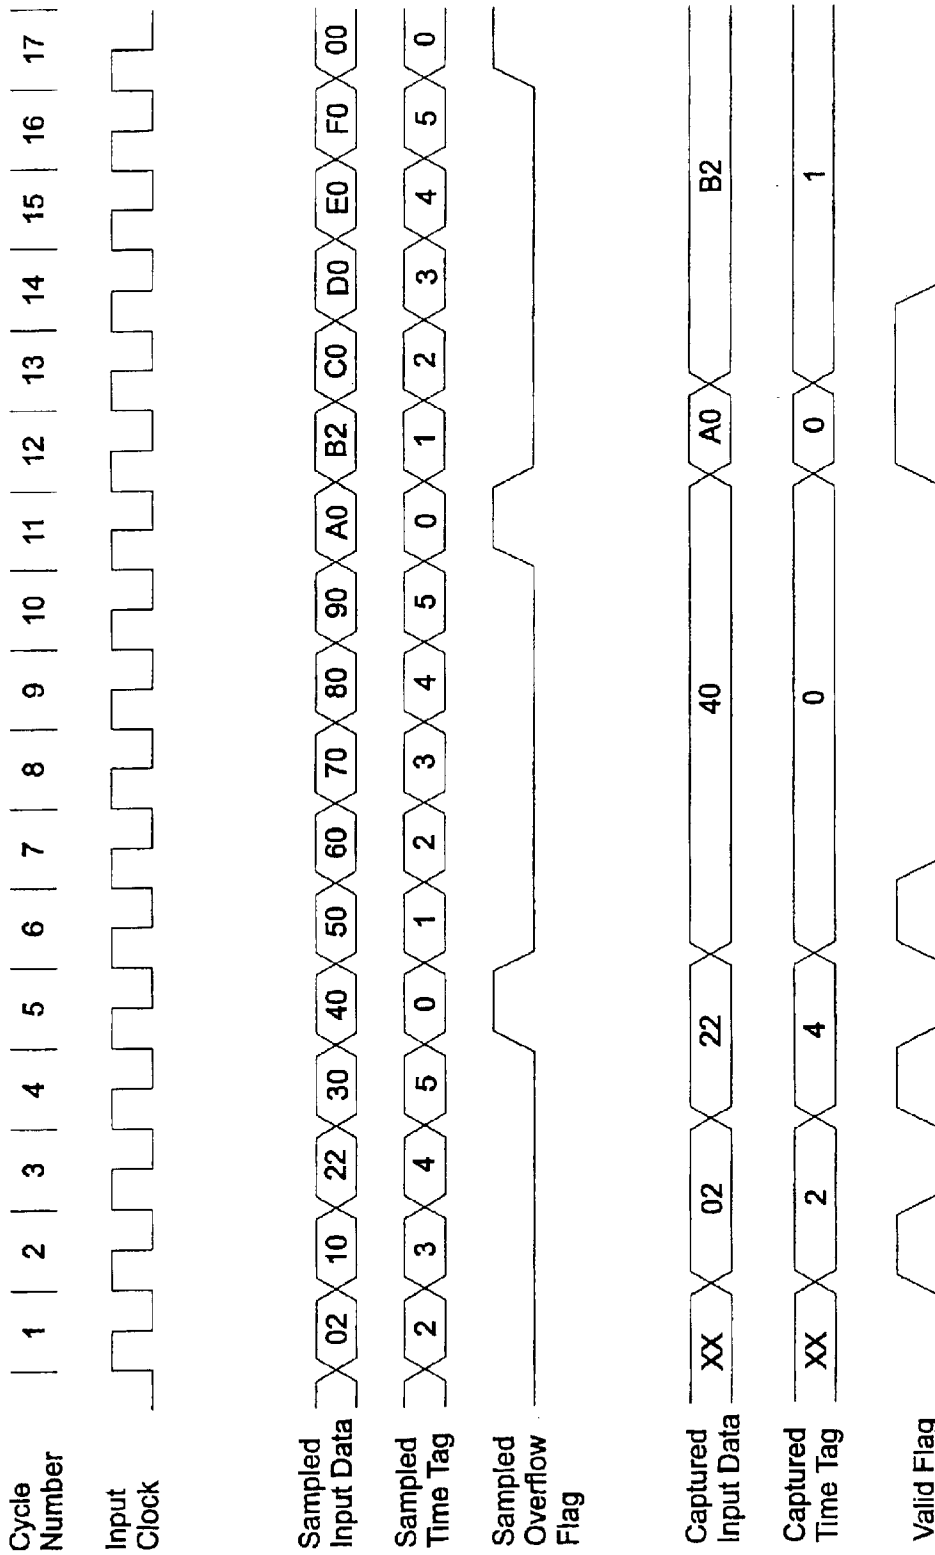 Cycle
Number
1 | 2 | 3 | 4 | 5 | 6 | 7 | 8 | 9 | 10 | 11 | 12 | 13 | 14 | 15 | 16 | 17
Input
Clock
Sampled
Input Data
02 10 22 30 40 50 60 70 80 90 A0 B2 C0 D0 E0 F0 00
Sampled
Time Tag
2 3 4 5 0 1 2 3 4 5 0 1 2 3 4 5 0
Sampled
Overflow
Flag
Captured
Input Data
XX 02 22 40 A0 B2
Captured
Time Tag
XX 2 4 0 0 1
Valid Flag